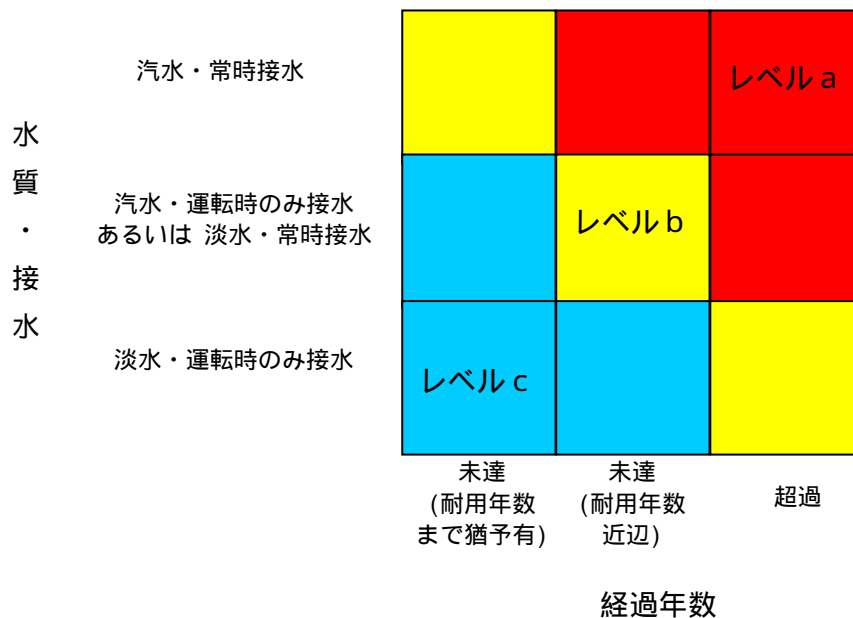 汽水・常時接水
レベルa
水質・接水
汽水・運転時のみ接水
あるいは 淡水・常時接水
レベルb
淡水・運転時のみ接水
レベルc
未達
(耐用年数
まで猶予有)
未達
(耐用年数
近辺)
超過
経過年数